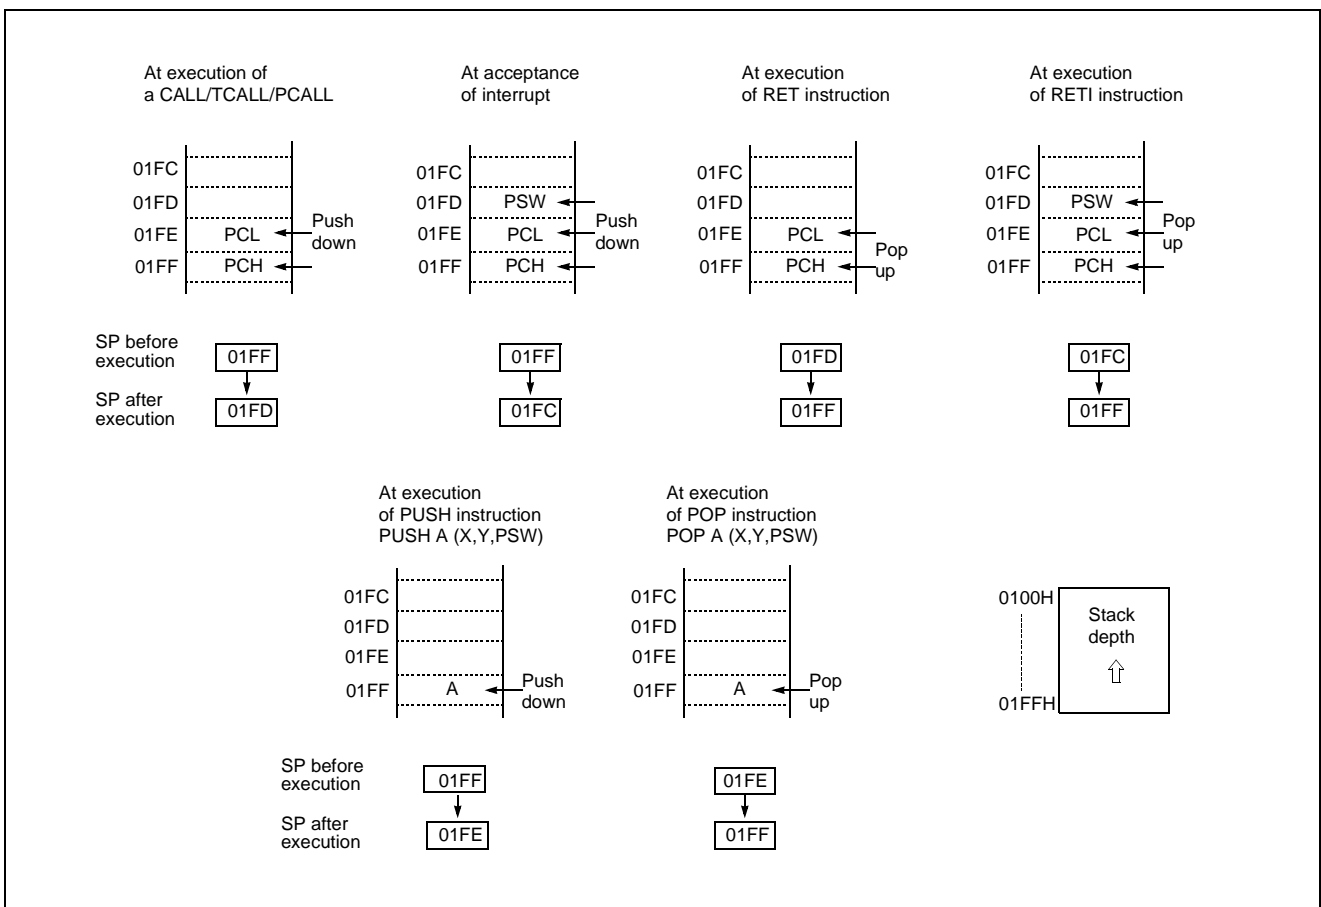 At execution of
a CALL/TCALL/PCALL
01FC
01FD
01FE PCL
01FF PCH
Push
down
At acceptance
of interrupt
01FC
01FD PSW
01FE PCL
01FF PCH
Push
down
At execution
of RET instruction
01FC
01FD
01FE PCL
01FF PCH
Pop
up
At execution
of RETI instruction
01FC
01FD PSW
01FE PCL
01FF PCH
Pop
up
SP before
execution
01FF
01FF
01FD
01FC
SP after
execution
01FD
01FC
01FF
01FF
At execution
of PUSH instruction
PUSH A (X,Y,PSW)
01FC
01FD
01FE
01FF A
Push
down
At execution
of POP instruction
POP A (X,Y,PSW)
01FC
01FD
01FE
01FF A
Pop
up
0100H
Stack
depth
01FFH
SP before
execution
01FF
01FE
SP after
execution
01FE
01FF